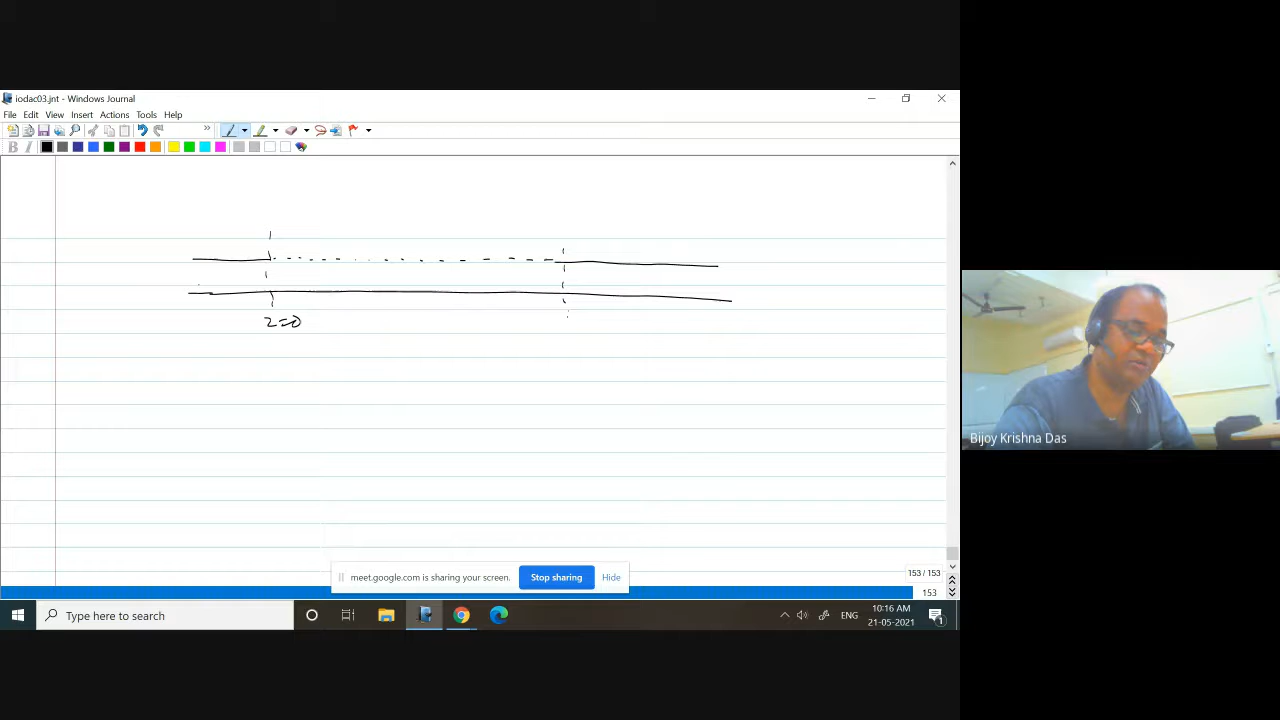 iodac03.jnt - Windows Journal
File Edit View Insert Actions Tools Help
B I
z=0
Bijoy Krishna Das
meet.google.com is sharing your screen. Stop sharing Hide
153 / 153
153
Type here to search
ENG
10:16 AM
21-05-2021
1